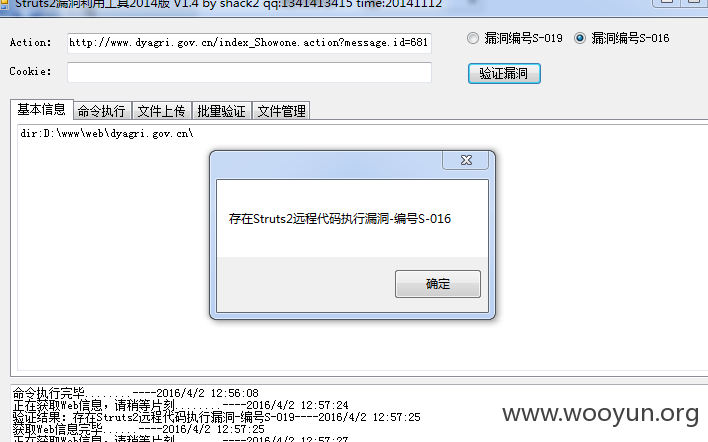 Struts2漏洞利用工具2014版 V1.4 by shack2 qq:1341413415 time:20141112
Action: http://www.dyagri.gov.cn/index_Showone.action?message.id=681
漏洞编号S-019 漏洞编号S-016
Cookie:
验证漏洞
基本信息 命令执行 文件上传 批量验证 文件管理
dir:D:\www\web\dyagri.gov.cn\
存在Struts2远程代码执行漏洞-编号S-016
确定
命令执行完毕........----2016/4/2 12:56:08
正在获取Web信息，请稍等片刻........----2016/4/2 12:57:24
验证结果：存在Struts2远程代码执行漏洞-编号S-019----2016/4/2 12:57:25
获取Web信息完毕........----2016/4/2 12:57:25
正在获取Web信息，请稍等片刻........----2016/4/2 12:57:27
www.wooyun.org